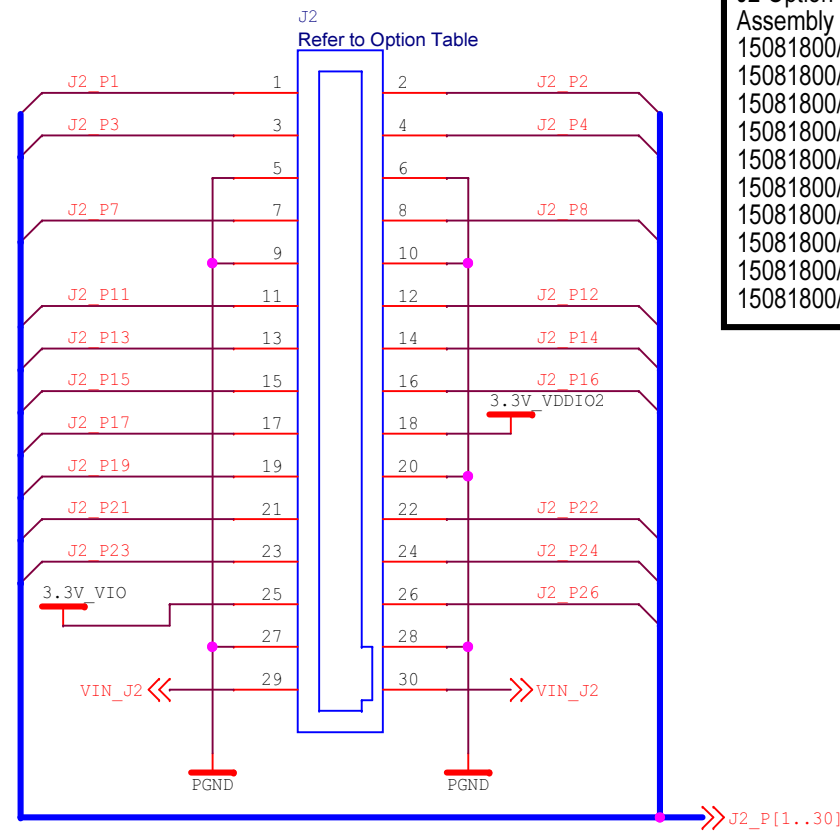 J2
Refer to Option Table
J2_P1 1 2 J2_P2
J2_P3 3 4 J2_P4
5 6
J2_P7 7 8 J2_P8
9 10
J2_P11 11 12 J2_P12
J2_P13 13 14 J2_P14
J2_P15 15 16 J2_P16
3.3V_VDDIO2
J2_P17 17 18
J2_P19 19 20
J2_P21 21 22 J2_P22
J2_P23 23 24 J2_P24
3.3V_VIO 25 26 J2_P26
27 28
VIN_J2 29 30 VIN_J2
PGND PGND
J2_P[1..30]
J2 Option
Assembly
15081800/
15081800/
15081800/
15081800/
15081800/
15081800/
15081800/
15081800/
15081800/
15081800/